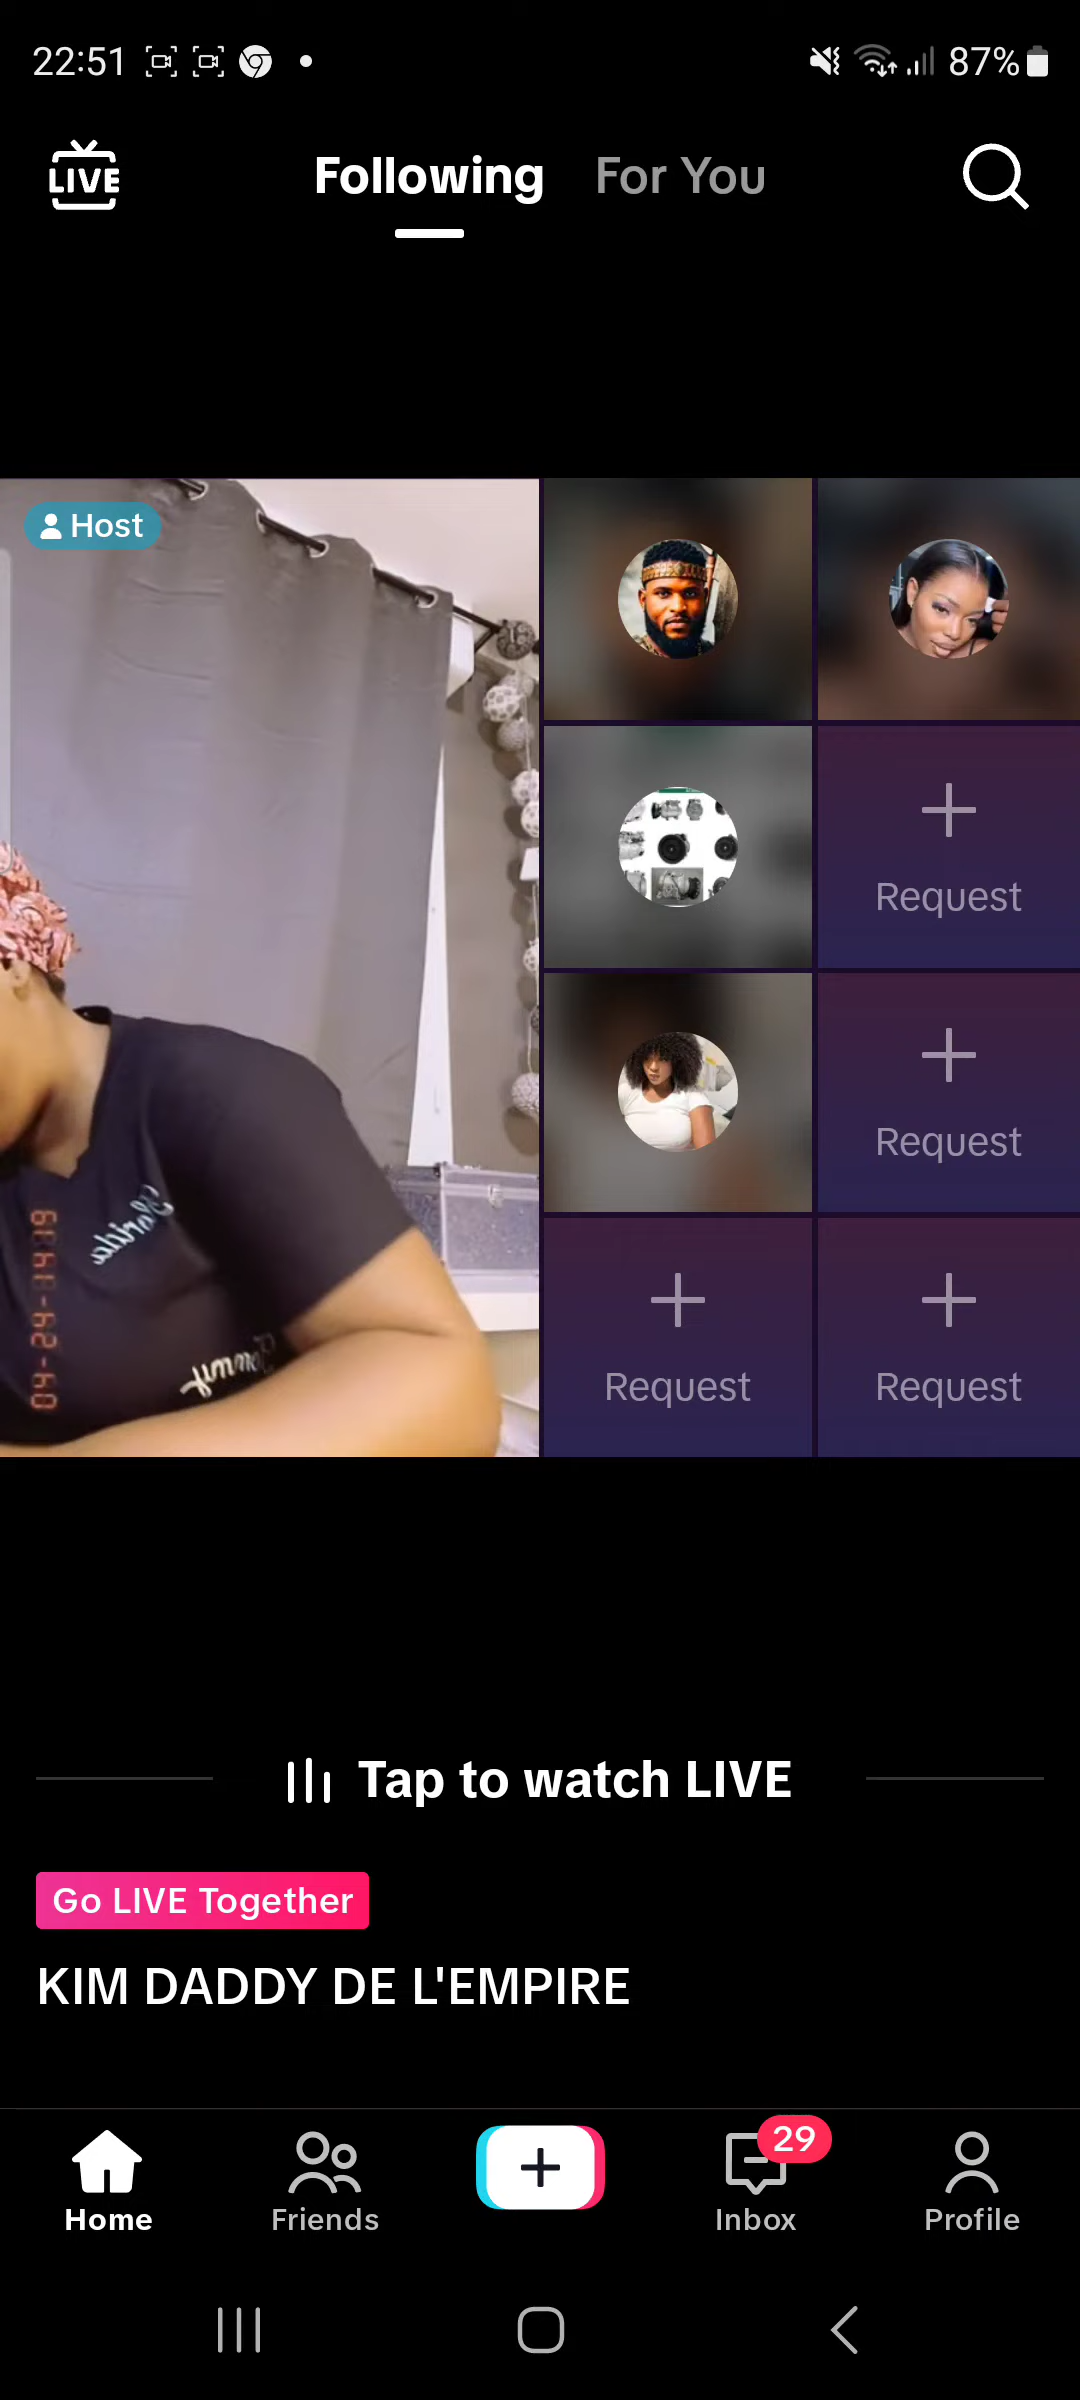 22:51
87%
LIVE
Following
For You
Host
Request
Request
Florida
Request
Request
Tap to watch LIVE
Go LIVE Together
KIM DADDY DE L'EMPIRE
29
Home
Friends
Inbox
Profile